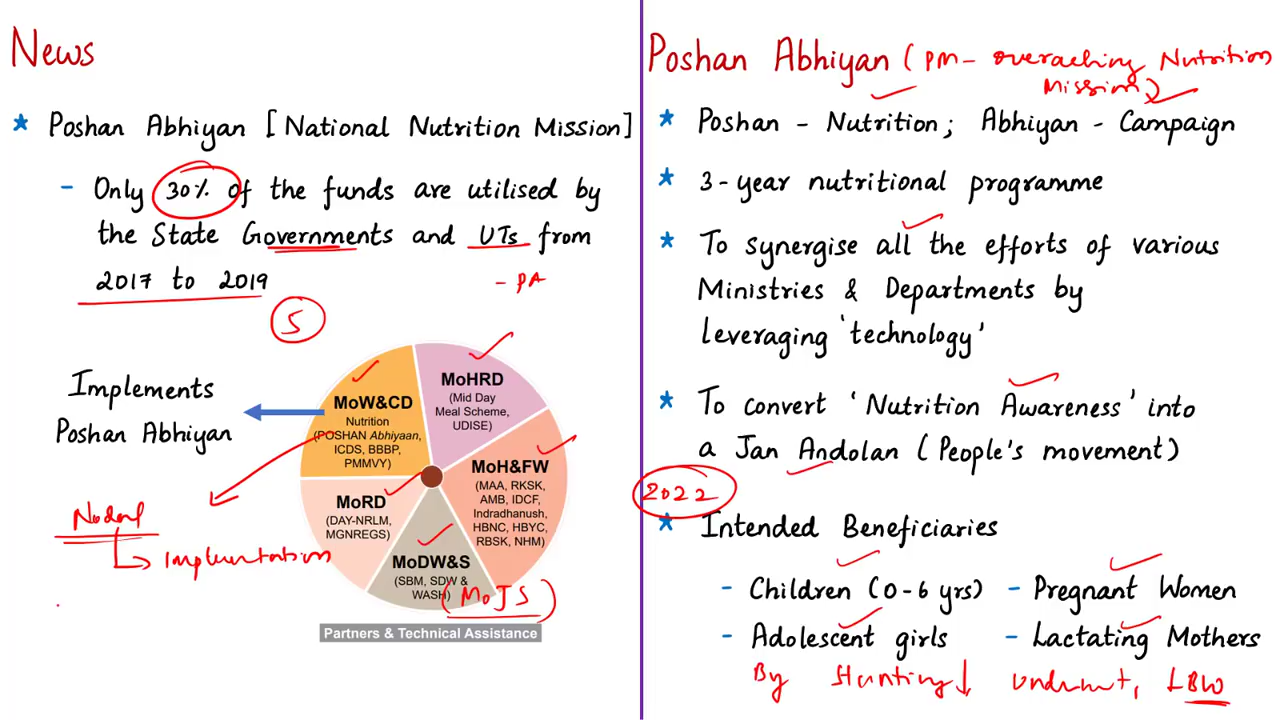 News
* Poshan Abhiyan [National Nutrition Mission]
- Only 30% of the funds are utilised by
the State Governments and UTs from
2017 to 2019
- PA
5
Implements
Poshan Abhiyan
MoHRD
(Mid Day
Meal Scheme,
UDISE)
MoW&CD
Nutrition
(POSHAN Abhiyaan,
ICDS, BBBP,
PMMVY)
MoH&FW
(MAA, RKSK,
AMB, IDCF,
Indradhanush,
HBNC, HBYC,
RBSK, NHM)
MoRD
(DAY-NRLM,
MGNREGS)
MoDW&S
(SBM, SDW &
WASH)
(MoJS)
Nodal
Implementation
Partners & Technical Assistance
Poshan Abhiyan (PM - overaching Nutrition
Mission)
* Poshan - Nutrition; Abhiyan - Campaign
* 3-year nutritional programme
* To synergise all the efforts of various
Ministries & Departments by
leveraging 'technology'
* To convert 'Nutrition Awareness' into
a Jan Andolan (People's movement)
2022
* Intended Beneficiaries
- Children (0-6 yrs) - Pregnant Women
- Adolescent girls - Lactating Mothers
By Stunting↓ LBW